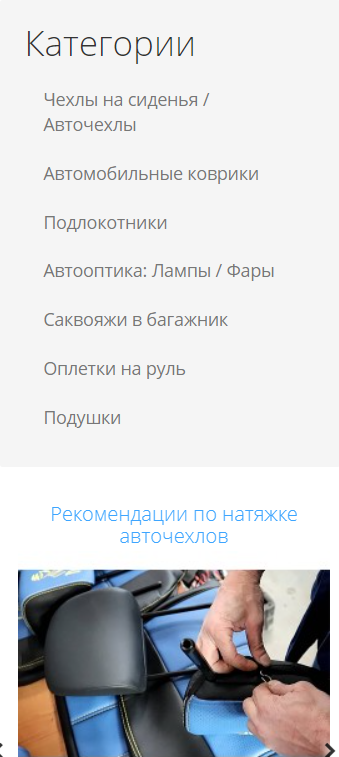 Категории
Чехлы на сиденья /
Авточехлы
Автомобильные коврики
Подлокотники
Автооптика: Лампы / Фары
Саквояжи в багажник
Оплетки на руль
Подушки
Рекомендации по натяжке
авточехлов